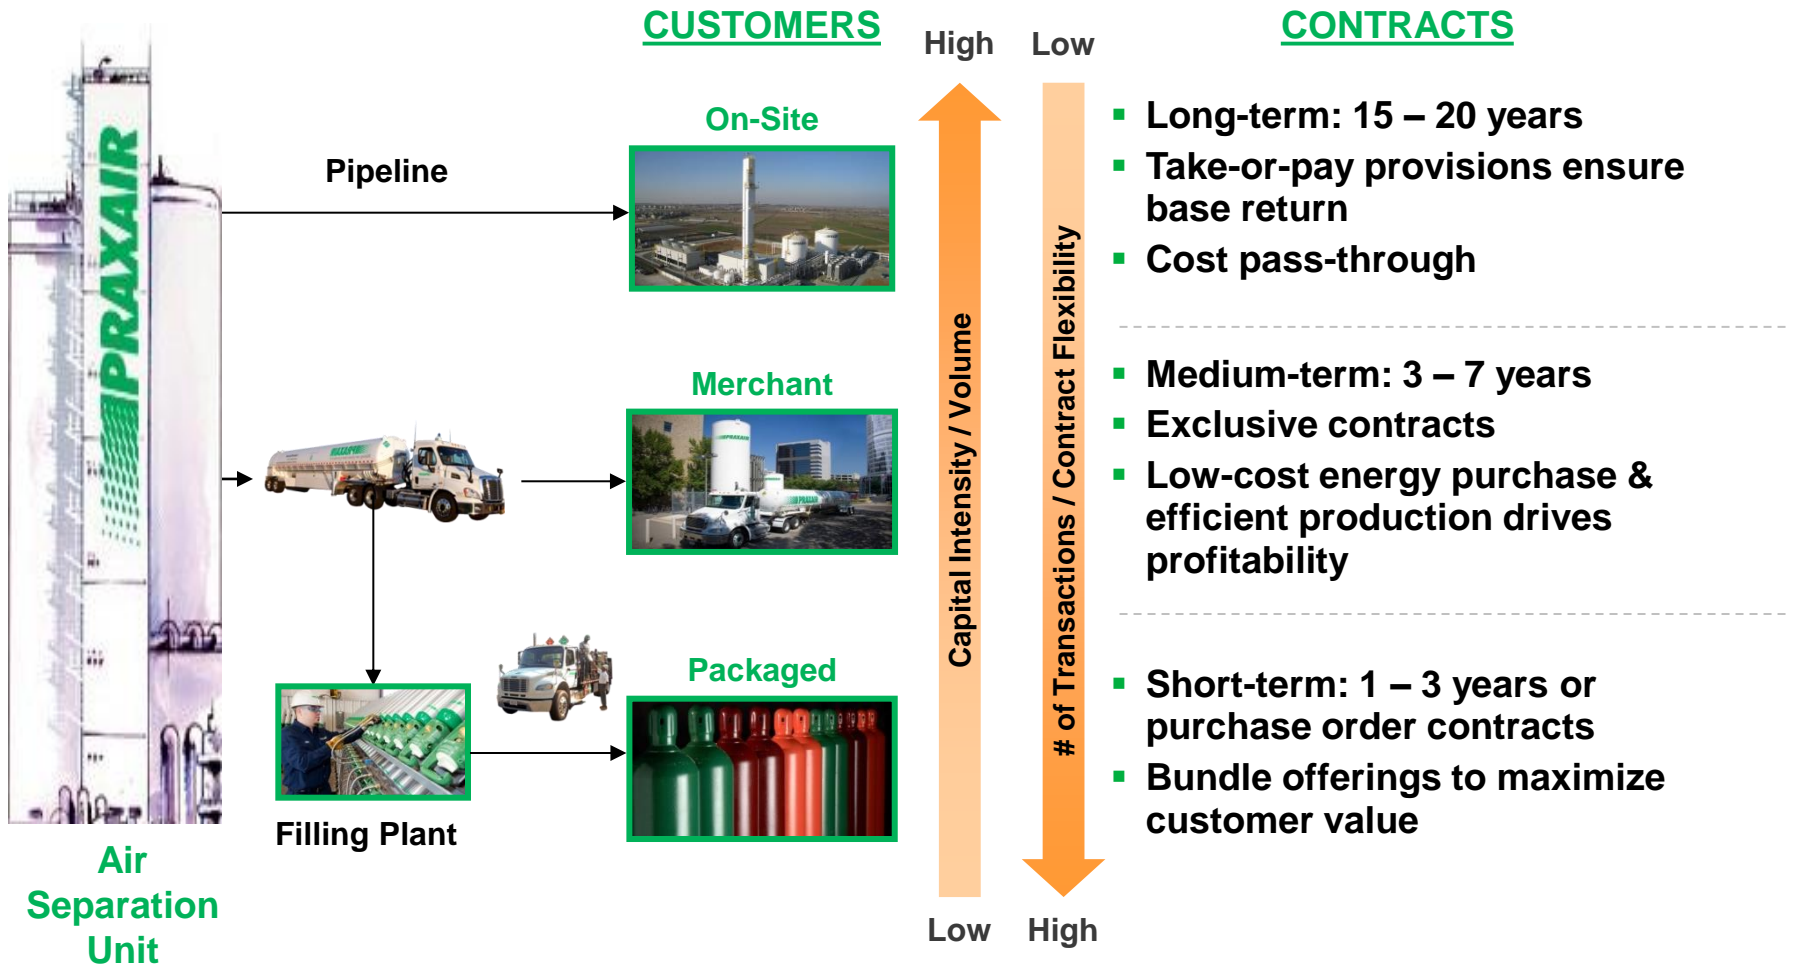 CUSTOMERS
CONTRACTS
High
Low
PRAXAIR
Pipeline
On-Site
▪ Long-term: 15 – 20 years
▪ Take-or-pay provisions ensure
base return
▪ Cost pass-through
Merchant
PRAXAIR
PRAXAIR
▪ Medium-term: 3 – 7 years
▪ Exclusive contracts
▪ Low-cost energy purchase &
efficient production drives
profitability
Capital Intensity / Volume
# of Transactions / Contract Flexibility
Packaged
▪ Short-term: 1 – 3 years or
purchase order contracts
▪ Bundle offerings to maximize
customer value
Filling Plant
Air
Separation
Unit
Low
High